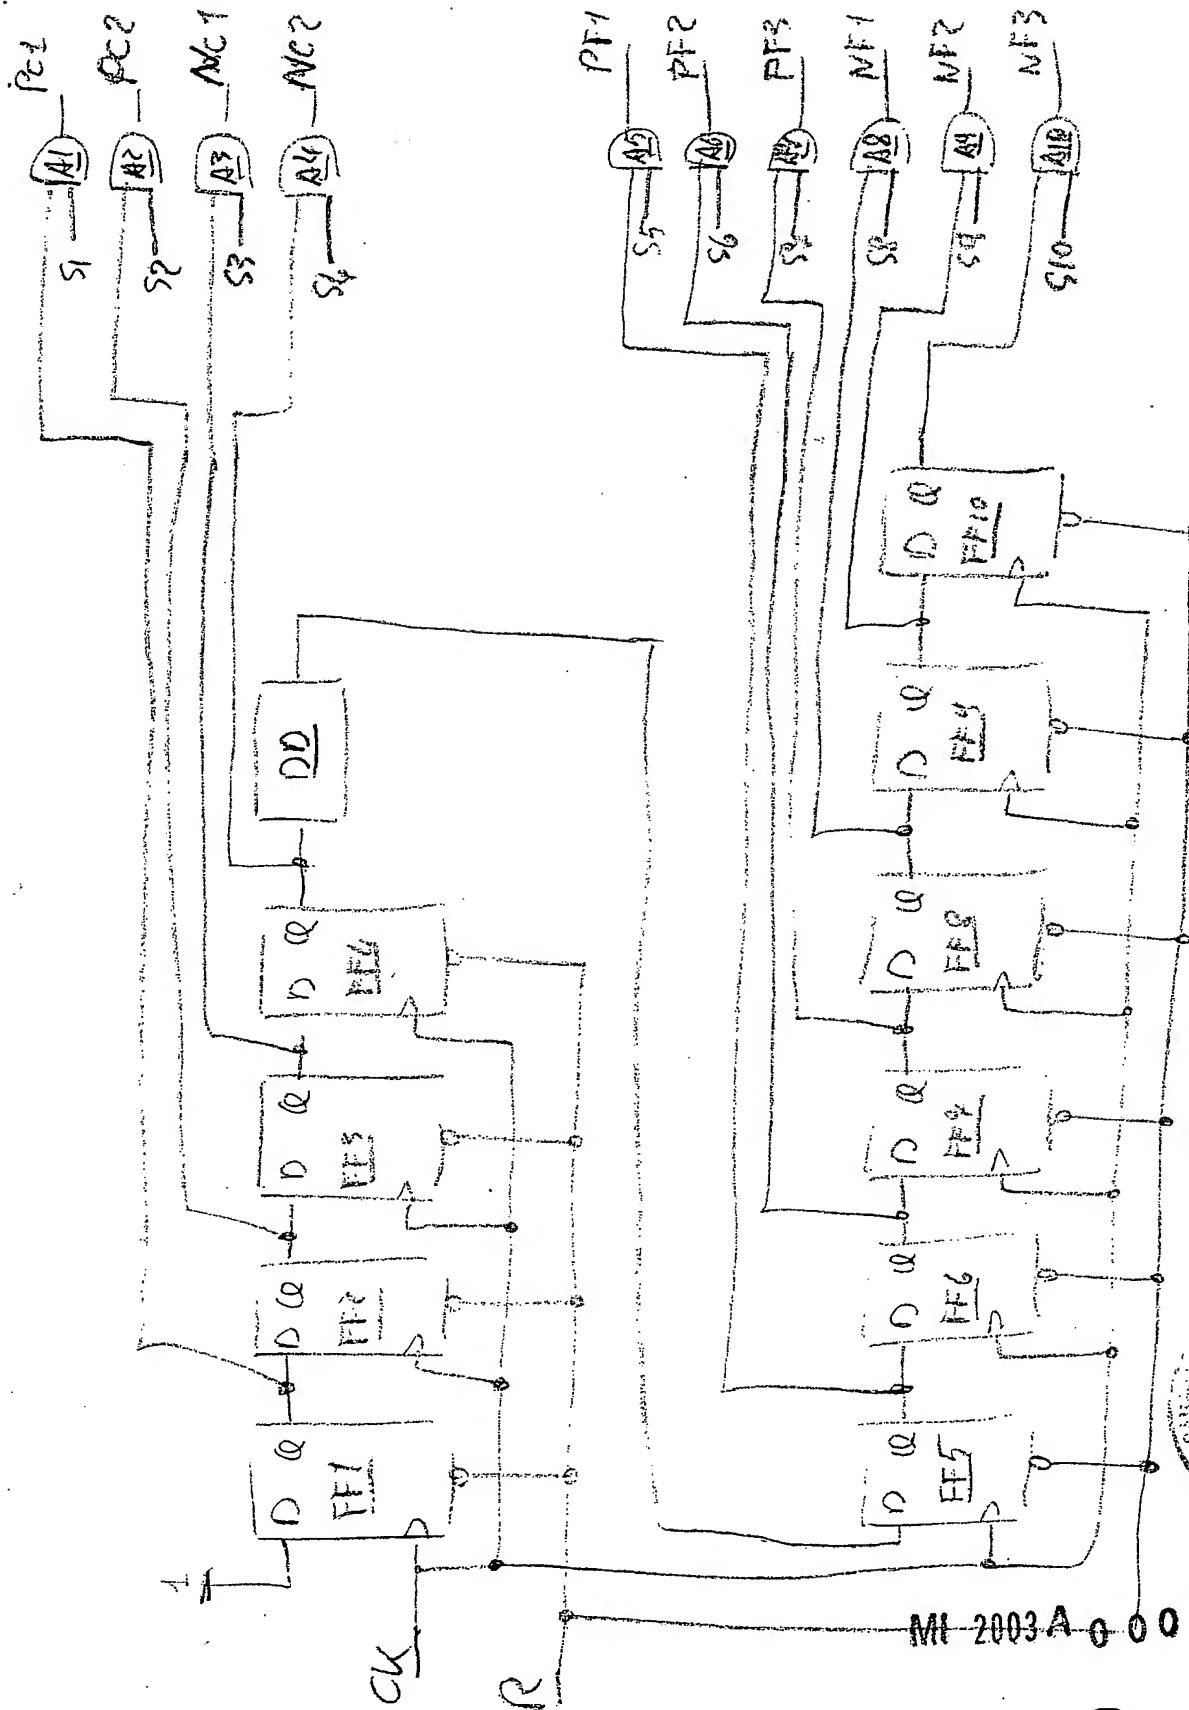 PC1
PC2
NC1
NC2
A1
A2
A3
A4
S1
S2
S3
S4
PF1
PF2
PF3
NF1
NF2
NF3
A5
A6
A7
A8
A9
A10
S5
S6
S7
S8
S9
S10
DD
1
D Q
FF1
D Q
FF2
D Q
FF3
D Q
FF4
CK
R
D Q
FF5
D Q
FF6
D Q
FF7
D Q
FF8
D Q
FF9
D Q
FF10
MI 2003 A 000